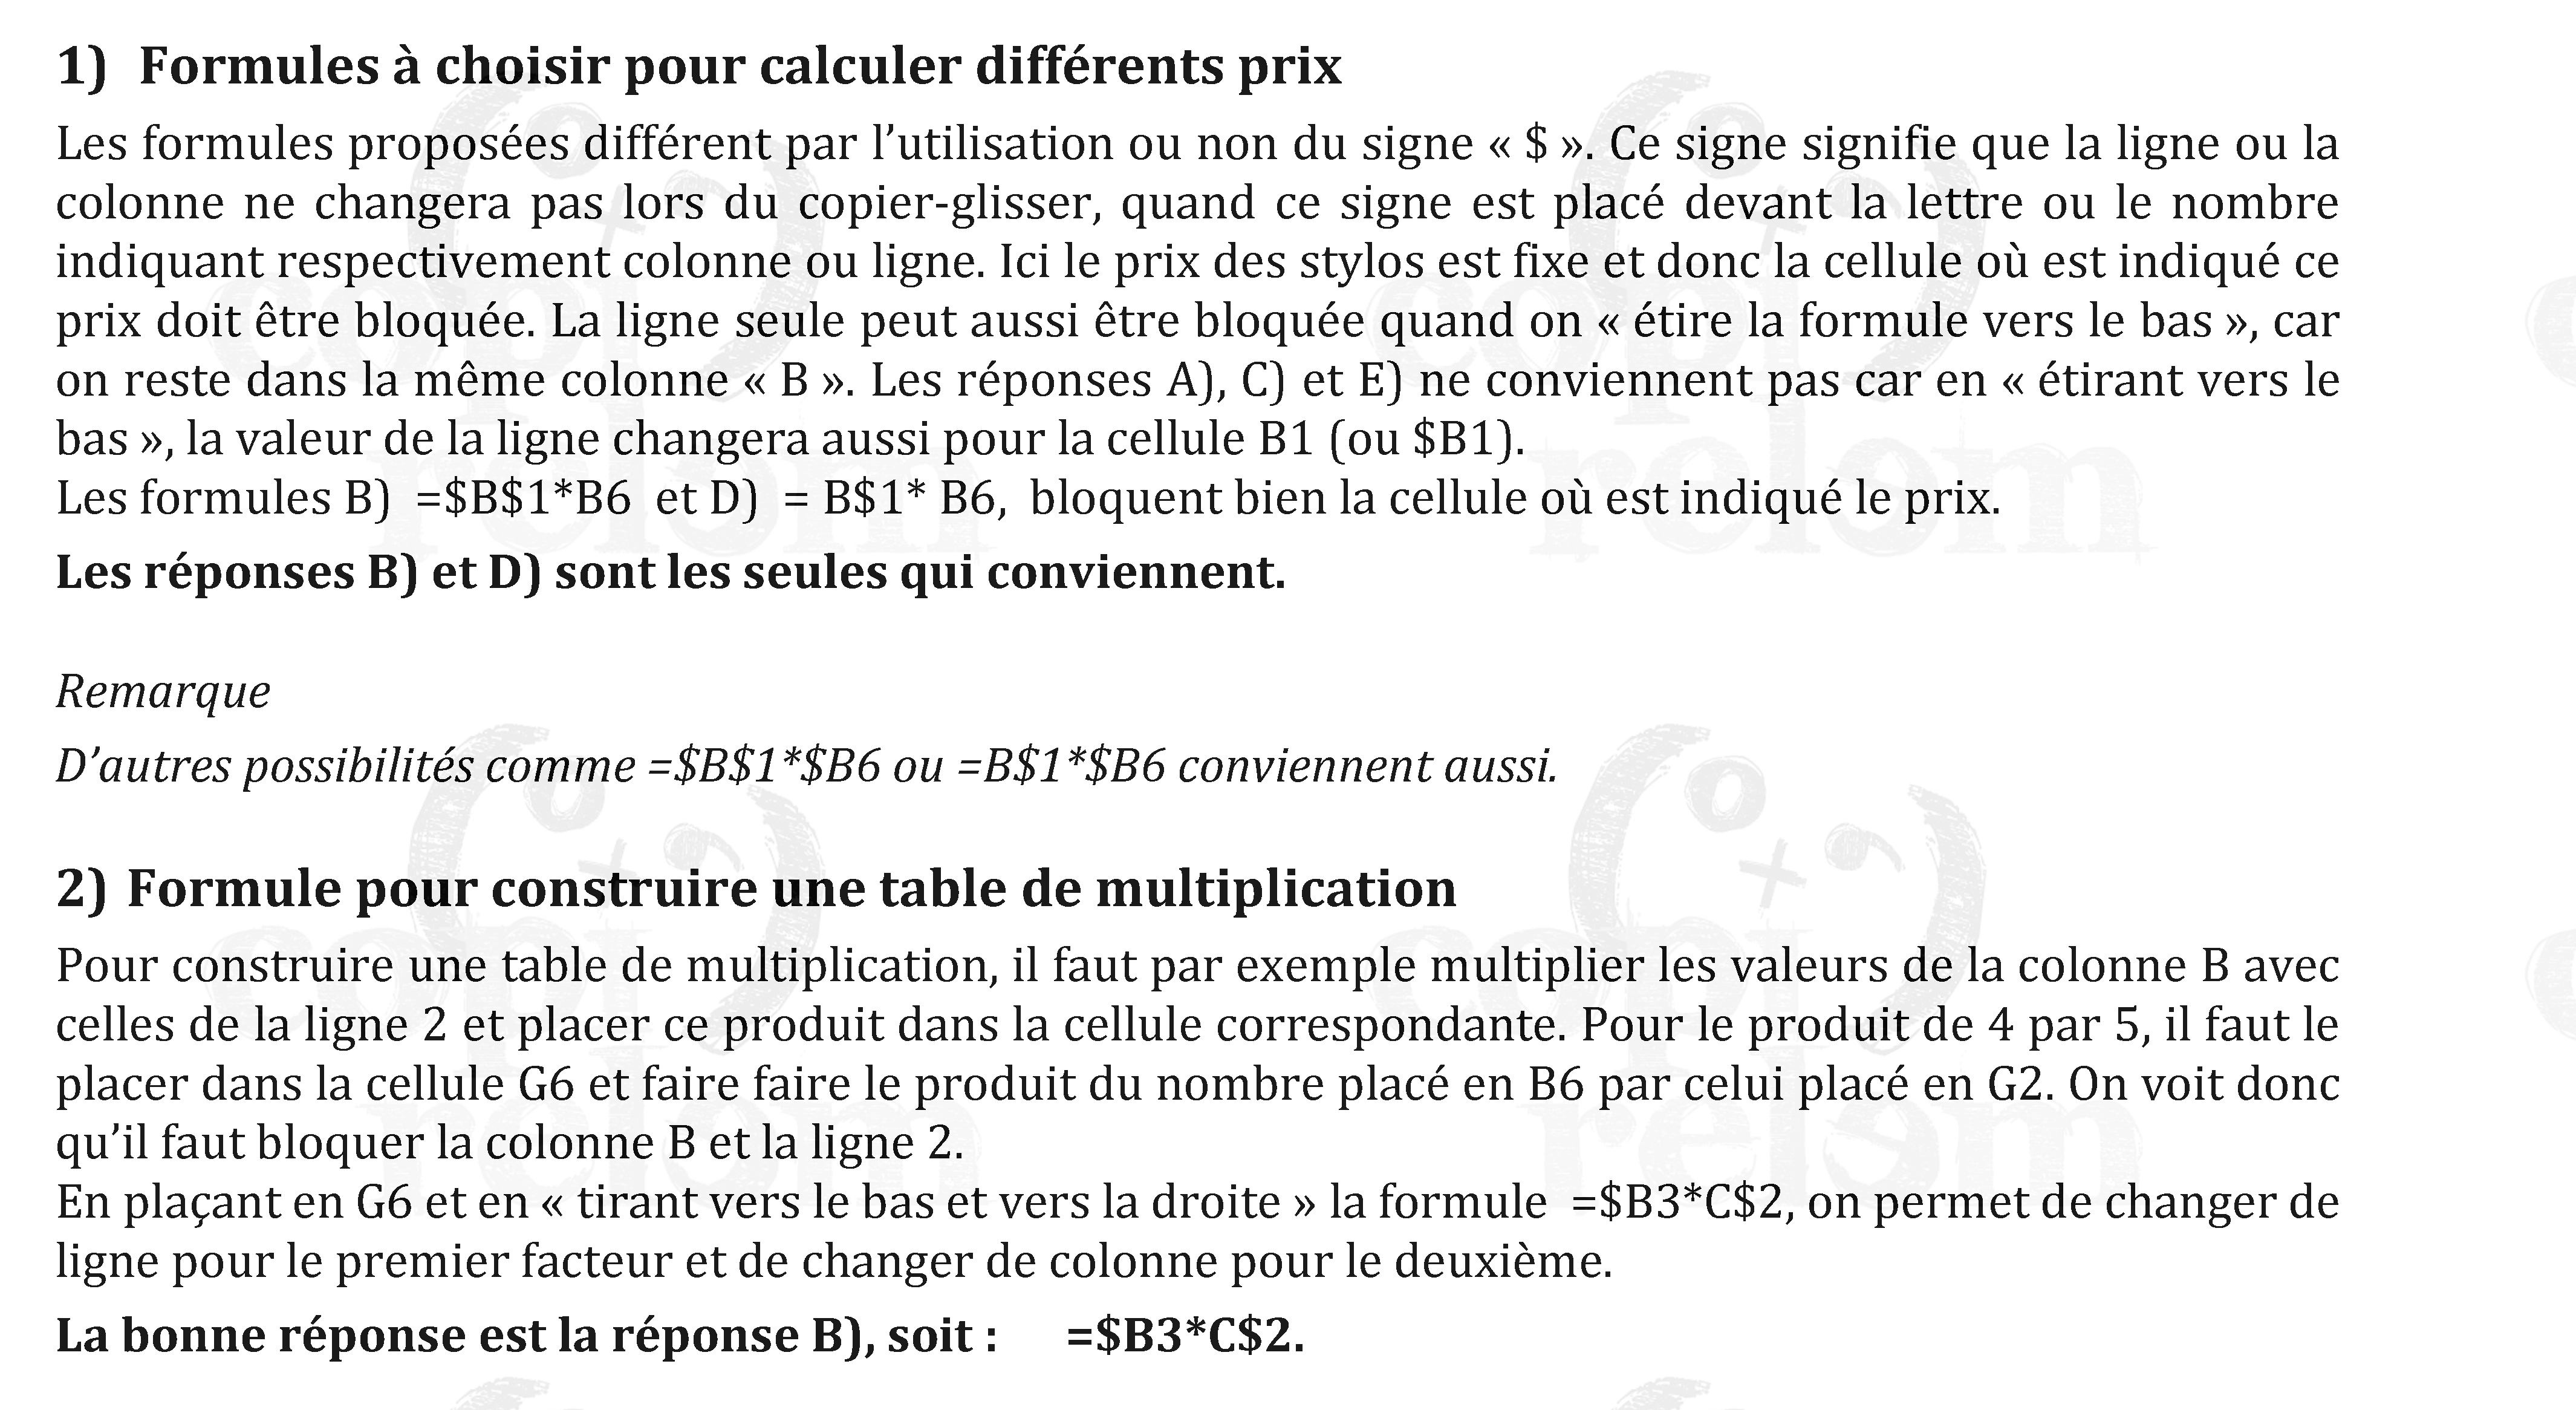 1) Formules à choisir pour calculer différents prix
Les formules proposées différent par l’utilisation ou non du signe « $ ». Ce signe signifie que la ligne ou la
colonne ne changera pas lors du copier-glisser, quand ce signe est placé devant la lettre ou le nombre
indiquant respectivement colonne ou ligne. Ici le prix des stylos est fixe et donc la cellule où est indiqué ce
prix doit être bloquée. La ligne seule peut aussi être bloquée quand on « étire la formule vers le bas », car
on reste dans la même colonne « B ». Les réponses A), C) et E) ne conviennent pas car en « étirant vers le
bas », la valeur de la ligne changera aussi pour la cellule B1 (ou $B1).
Les formules B) =$B$1*B6 et D) = B$1* B6, bloquent bien la cellule où est indiqué le prix.
Les réponses B) et D) sont les seules qui conviennent.
Remarque
D’autres possibilités comme =$B$1*$B6 ou =B$1*$B6 conviennent aussi.
2) Formule pour construire une table de multiplication
Pour construire une table de multiplication, il faut par exemple multiplier les valeurs de la colonne B avec
celles de la ligne 2 et placer ce produit dans la cellule correspondante. Pour le produit de 4 par 5, il faut le
placer dans la cellule G6 et faire faire le produit du nombre placé en B6 par celui placé en G2. On voit donc
qu’il faut bloquer la colonne B et la ligne 2.
En plaçant en G6 et en « tirant vers le bas et vers la droite » la formule =$B3*C$2, on permet de changer de
ligne pour le premier facteur et de changer de colonne pour le deuxième.
La bonne réponse est la réponse B), soit : =$B3*C$2.
copi
relem
copi
relem
copi
relem
copi
relem